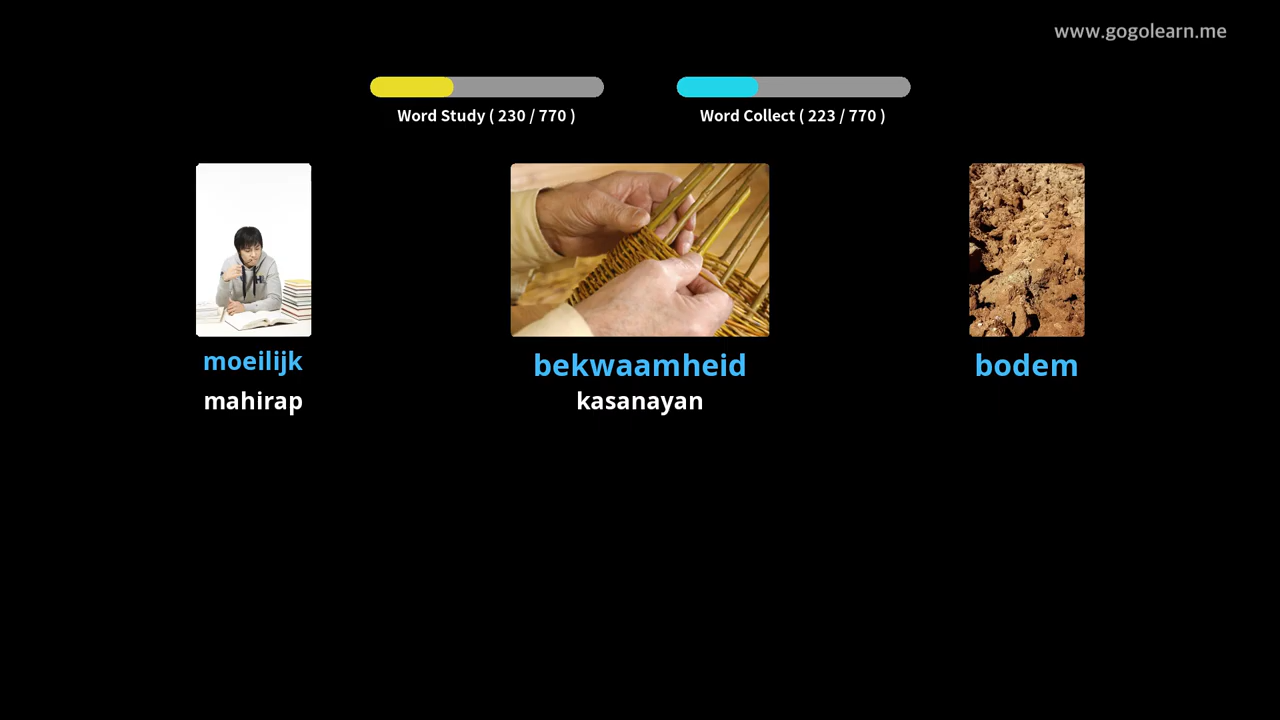 www.gogolearn.me
Word Study ( 230 / 770 )
Word Collect ( 223 / 770 )
moeilijk
mahirap
bekwaamheid
kasanayan
bodem